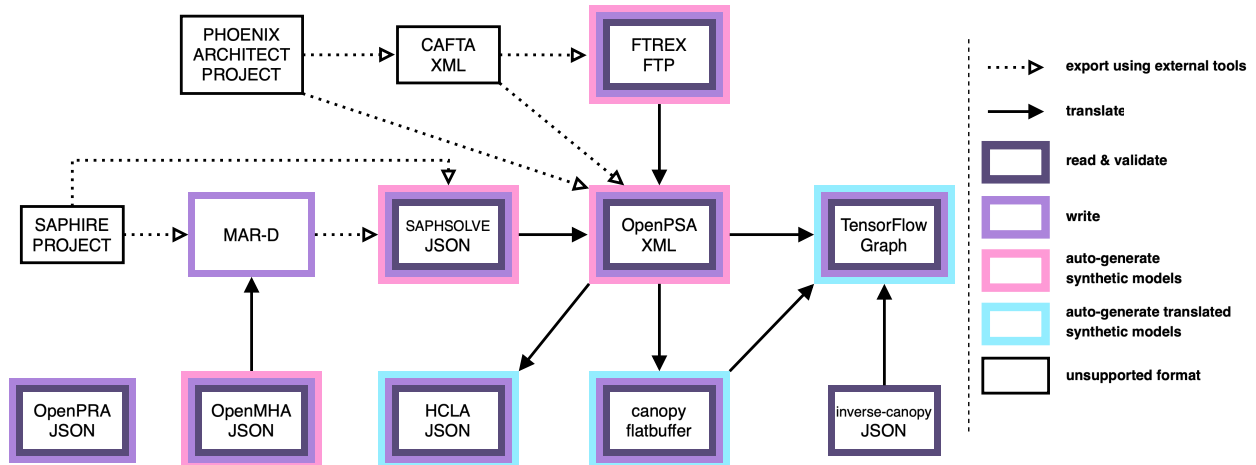 PHOENIX
ARCHITECT
PROJECT
CAFTA
XML
FTREX
FTP
SAPHIRE
PROJECT
MAR-D
SAPHSOLVE
JSON
OpenPSA
XML
TensorFlow
Graph
OpenPRA
JSON
OpenMHA
JSON
HCLA
JSON
canopy
flatbuffer
inverse-canopy
JSON
export using external tools
translate
read & validate
write
auto-generate
synthetic models
auto-generate translated
synthetic models
unsupported format